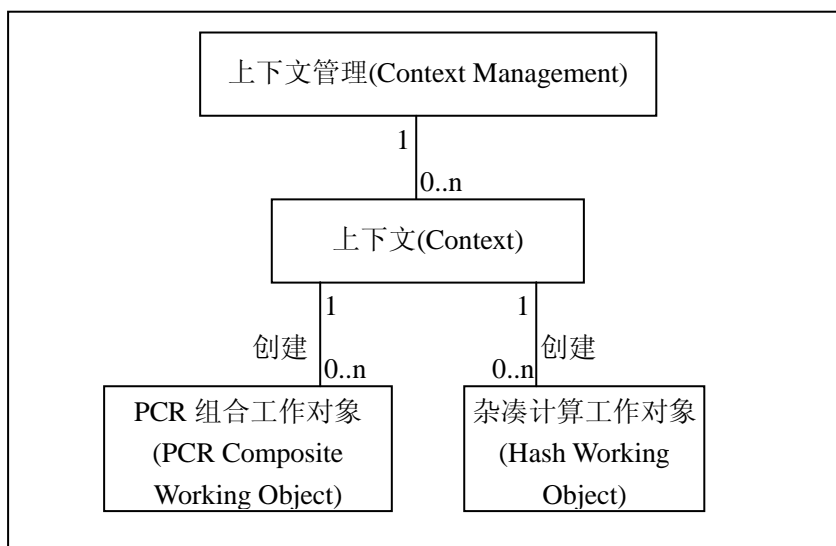 上下文管理(Context Management)
1
0..n
上下文(Context)
1
1
创建
创建
0..n
0..n
PCR 组合工作对象
(PCR Composite
Working Object)
杂凑计算工作对象
(Hash Working
Object)